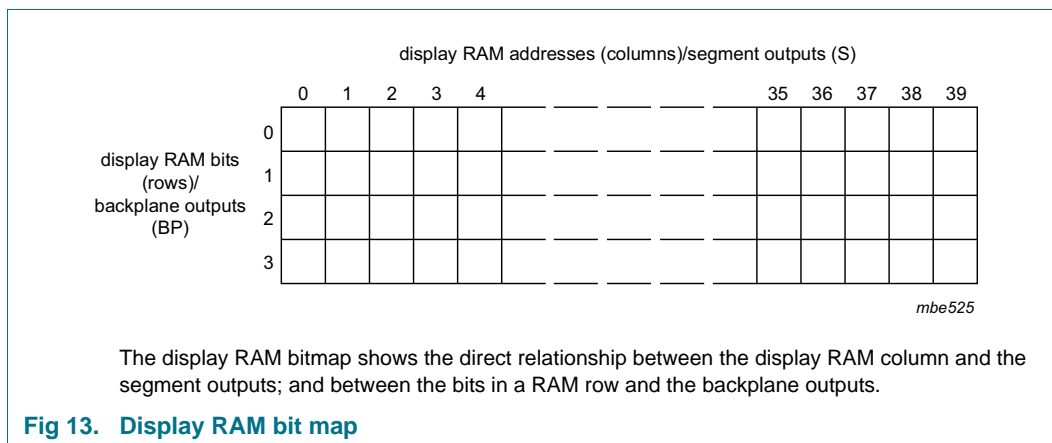 display RAM addresses (columns)/segment outputs (S)
0 1 2 3 4 35 36 37 38 39
0
display RAM bits
(rows)/
backplane outputs
(BP)
1
2
3
mbe525
The display RAM bitmap shows the direct relationship between the display RAM column and the
segment outputs; and between the bits in a RAM row and the backplane outputs.
Fig 13. Display RAM bit map